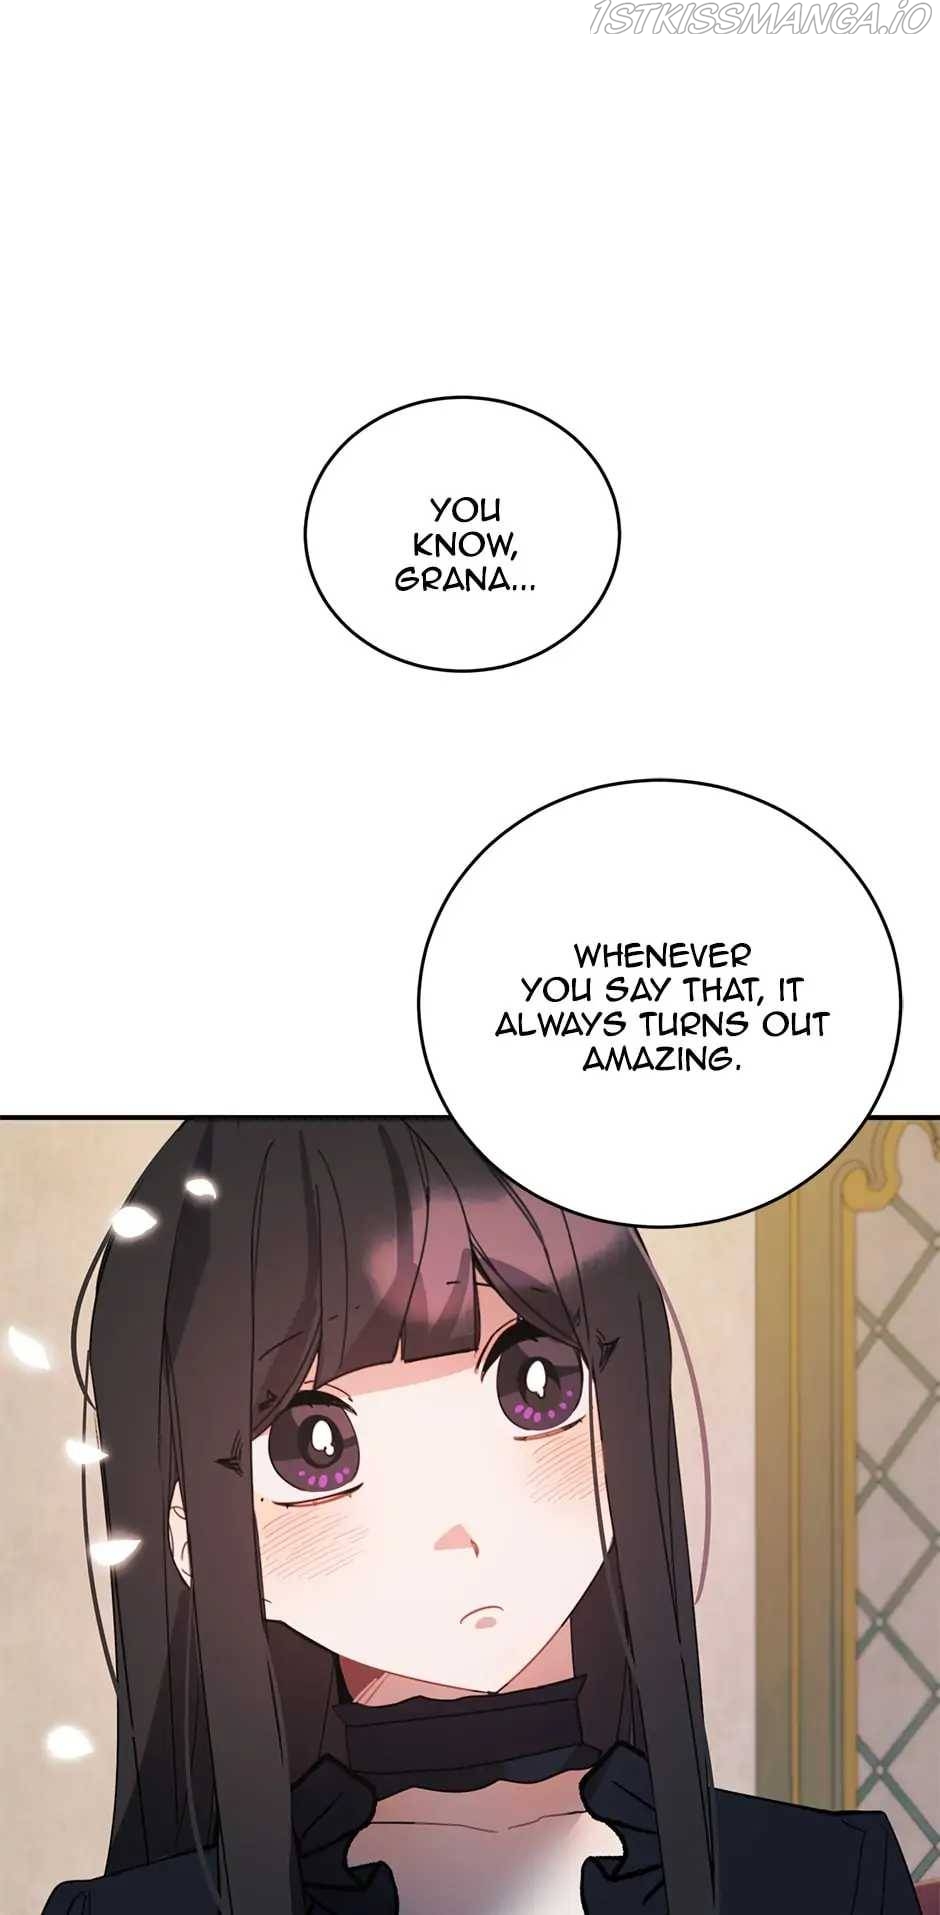 1STKISSMANGA.IO
YOU
KNOW,
GRANA...
WHENEVER
YOU SAY THAT, IT
ALWAYS TURNS OUT
AMAZING.